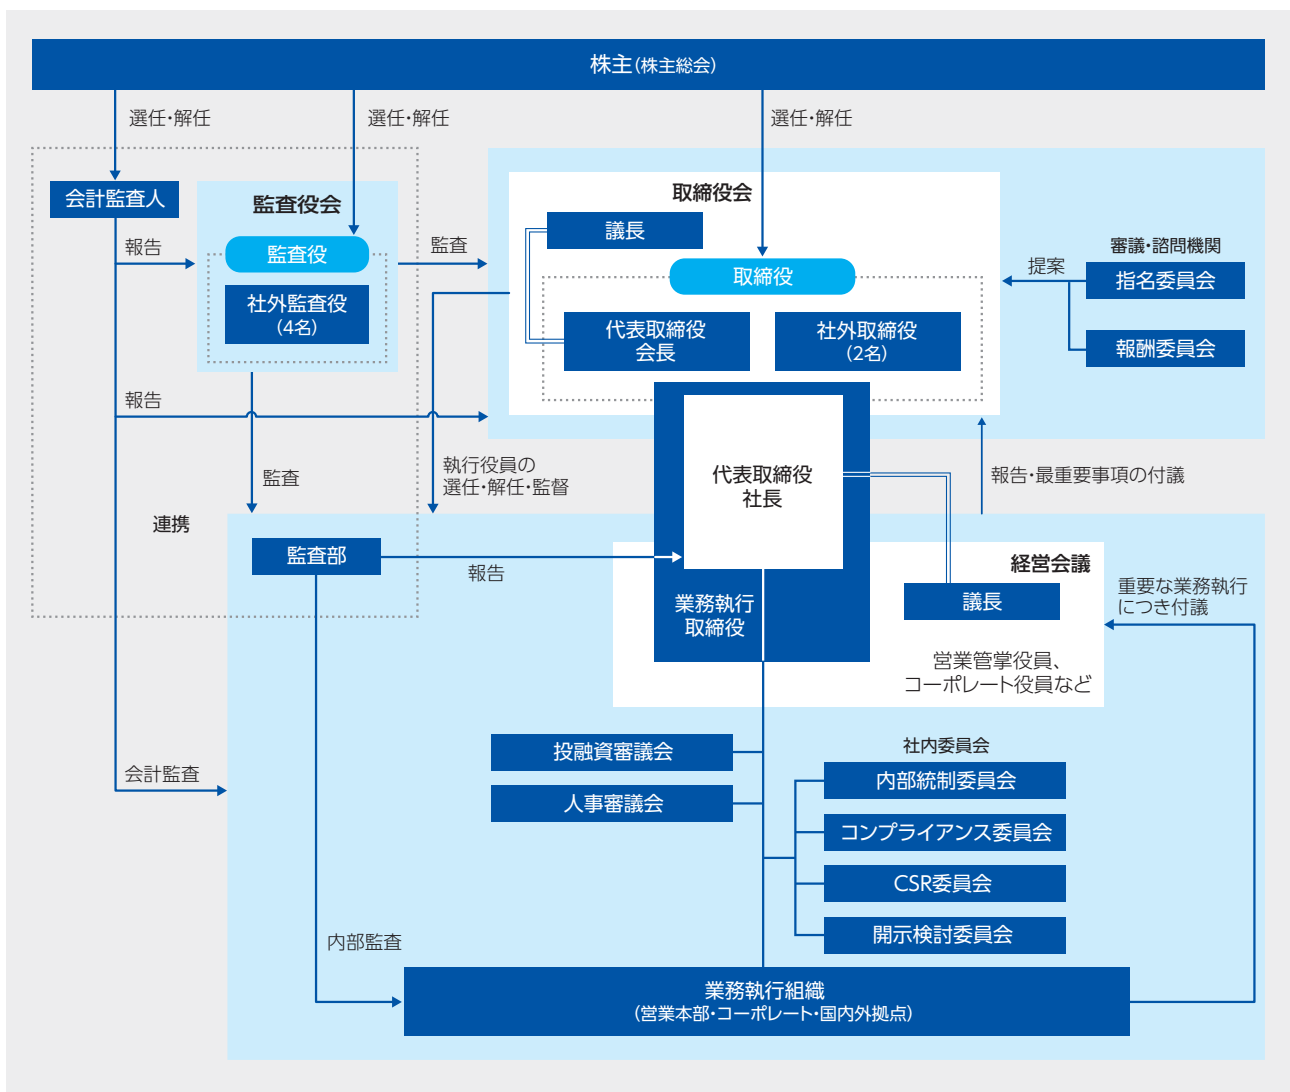 株主(株主総会)
選任・解任
選任・解任
選任・解任
会計監査人
監査役会
取締役会
議長
報告
監査役
監査
社外監査役
(4名)
取締役
代表取締役
会長
社外取締役
(2名)
審議・諮問機関
指名委員会
提案
報酬委員会
報告
監査
執行役員の
選任・解任・監督
代表取締役
社長
報告・最重要事項の付議
連携
監査部
報告
業務執行
取締役
経営会議
議長
営業管掌役員、
コーポレート役員など
重要な業務執行
につき付議
会計監査
投融資審議会
人事審議会
社内委員会
内部統制委員会
コンプライアンス委員会
CSR委員会
開示検討委員会
内部監査
業務執行組織
(営業本部・コーポレート・国内外拠点)